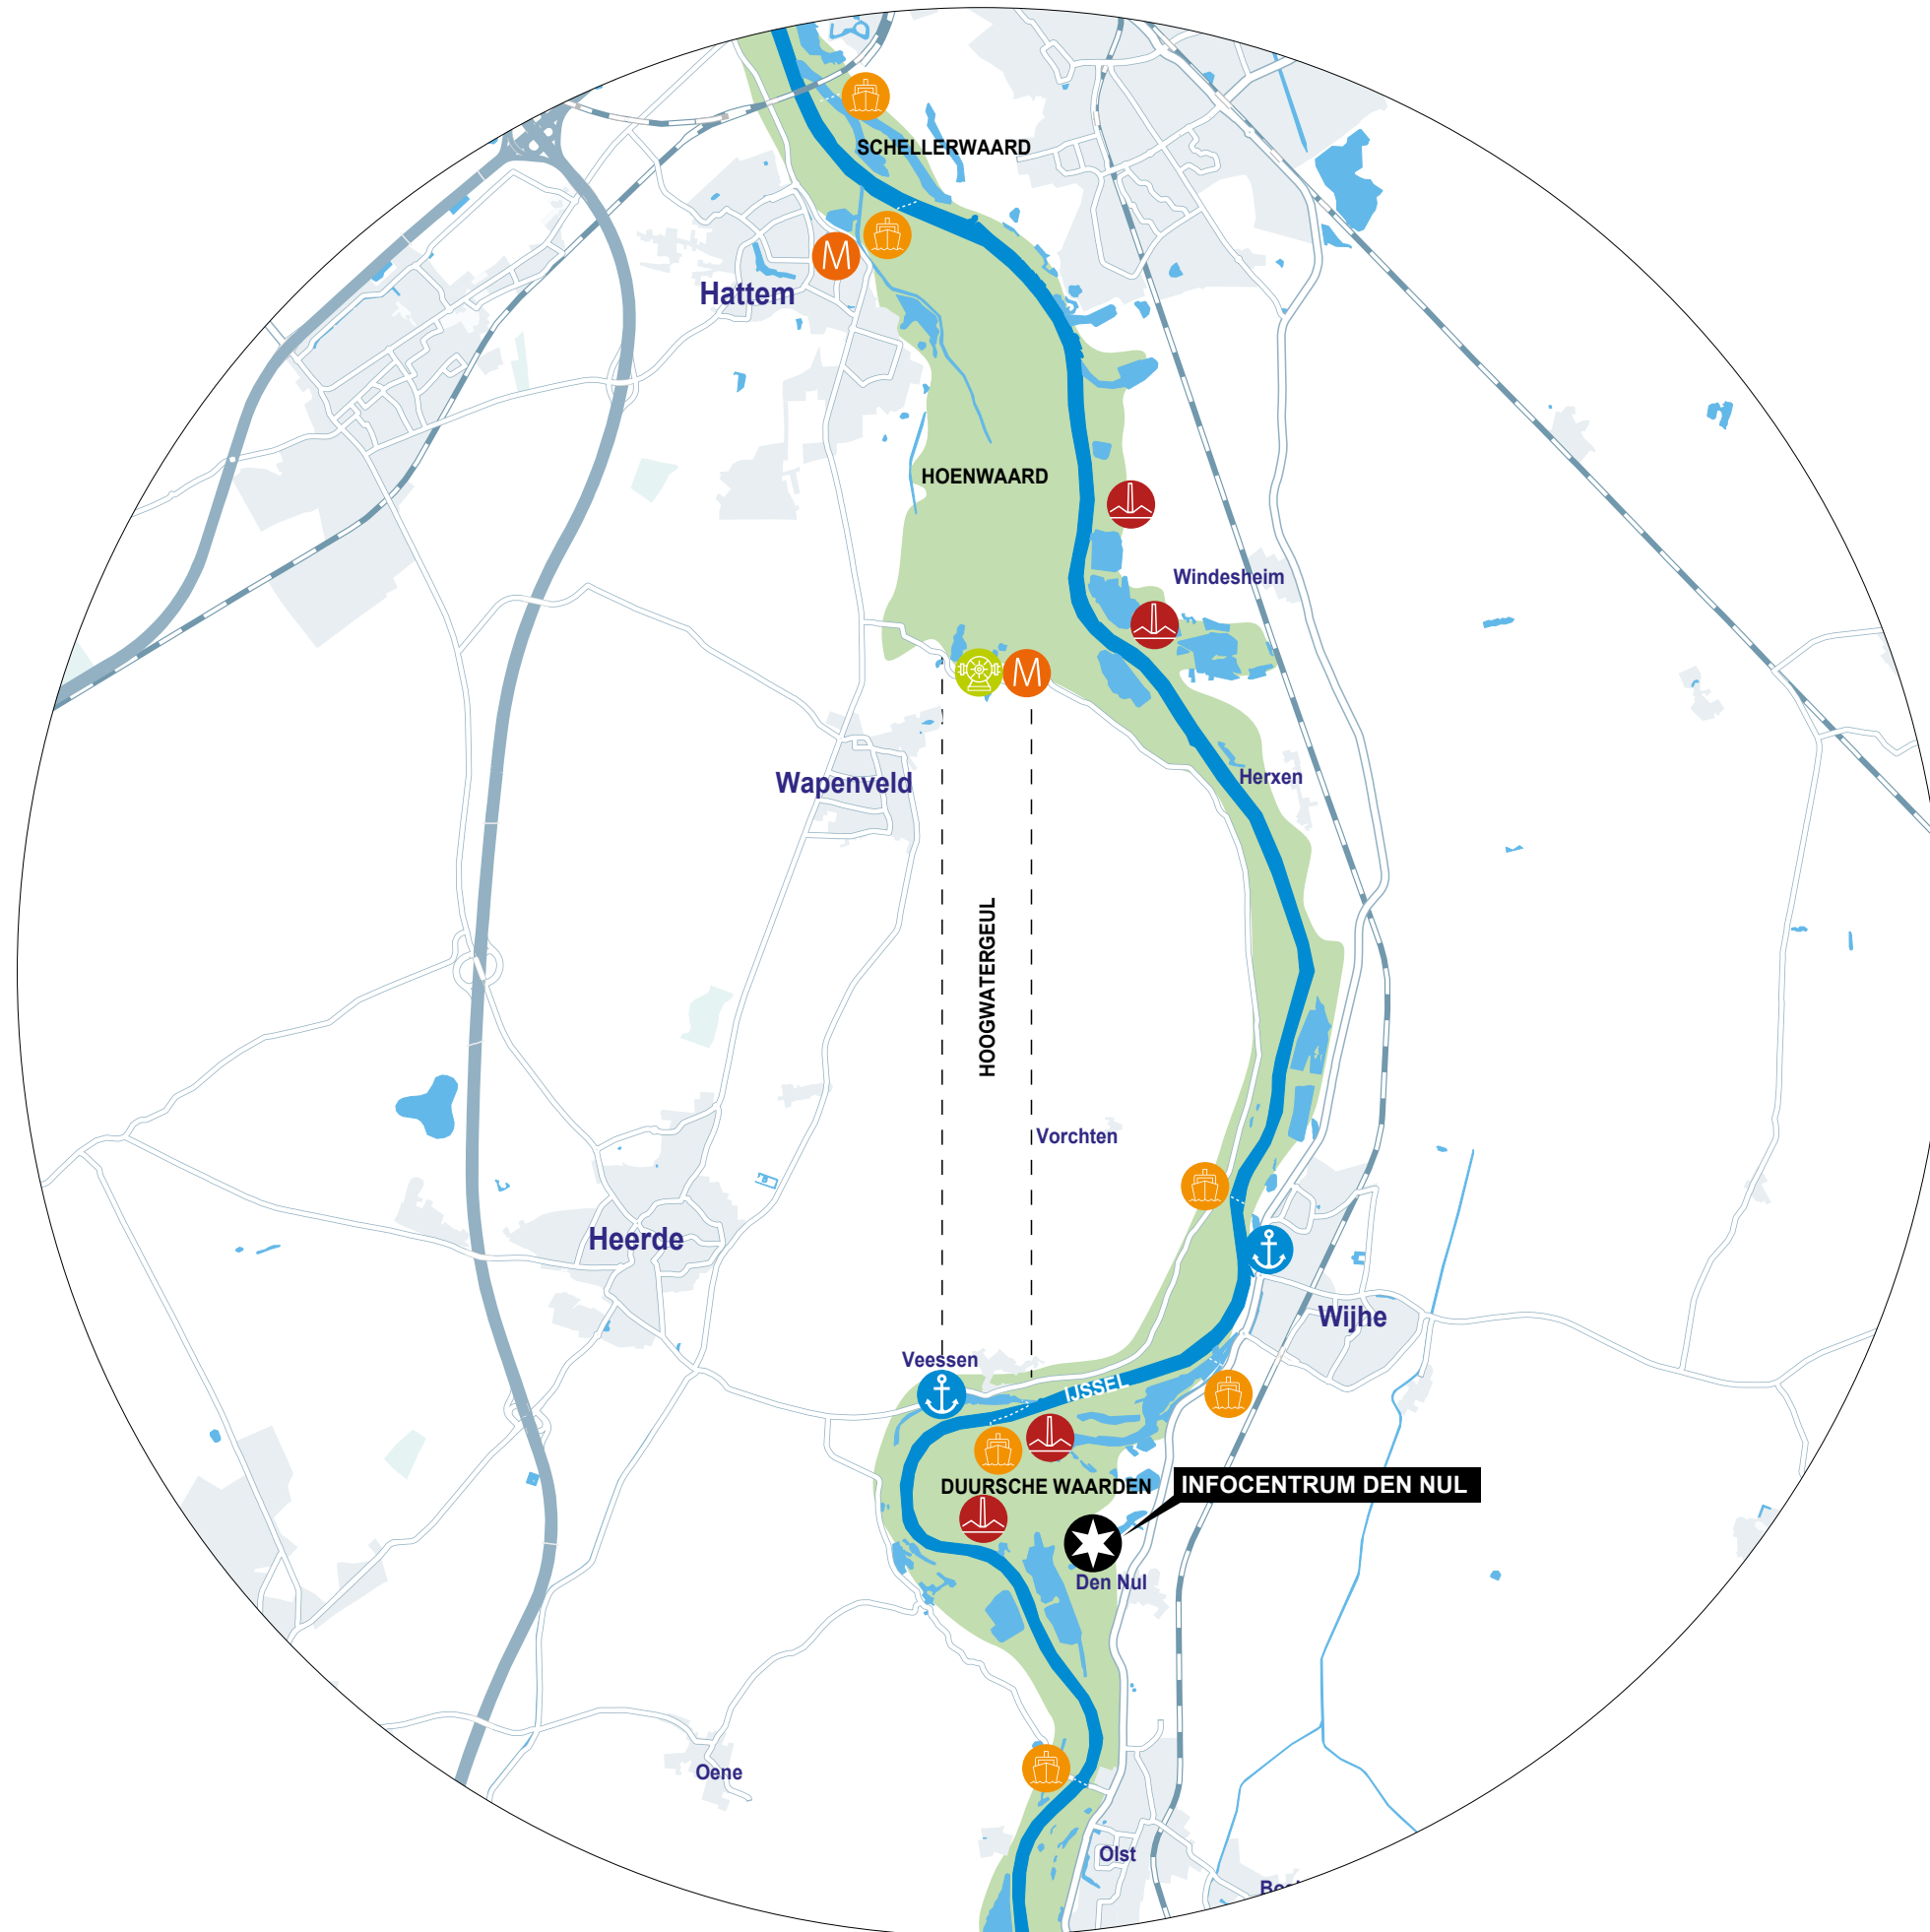 SCHELLERWAARD
M
Hattem
HOENWAARD
Windesheim
M
Herxen
Wapenveld
HOOGWATERGEUL
Vorchten
Heerde
Wijhe
Veessen
IJSSEL
DUURSCHE WAARDEN
INFOCENTRUM DEN NUL
Den Nul
Oene
Olst